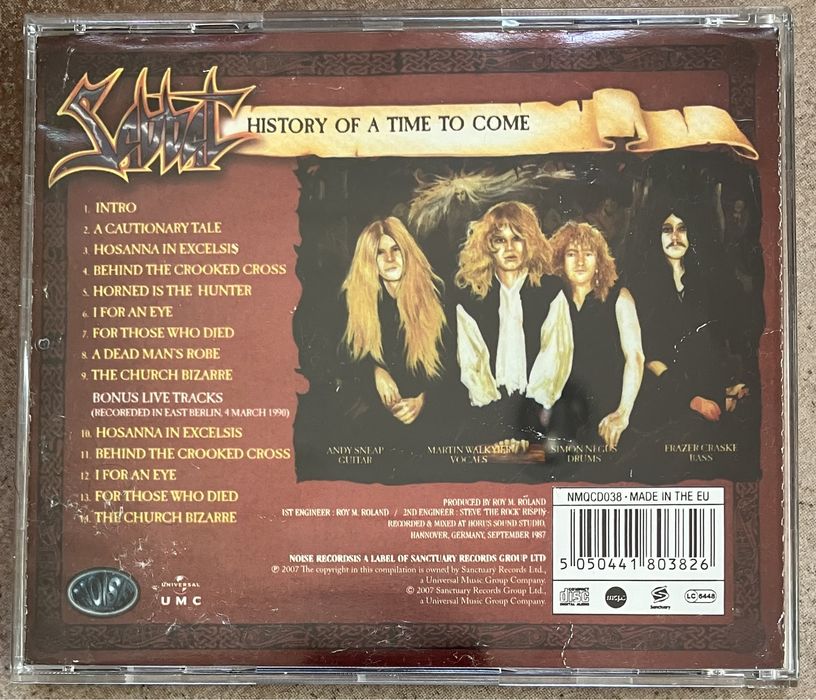 Sabbat
HISTORY OF A TIME TO COME
1. INTRO
2. A CAUTIONARY TALE
3. HOSANNA IN EXCELSIS
4. BEHIND THE CROOKED CROSS
5. HORNED IS THE HUNTER
6. I FOR AN EYE
7. FOR THOSE WHO DIED
8. A DEAD MAN'S ROBE
9. THE CHURCH BIZARRE
BONUS LIVE TRACKS
(RECOREDED IN EAST BERLIN, 4 MARCH 1990)
10. HOSANNA IN EXCELSIS
11. BEHIND THE CROOKED CROSS
12. I FOR AN EYE
13. FOR THOSE WHO DIED
14. THE CHURCH BIZARRE
ANDY SNEAP
GUITAR
MARTIN WALKYIER
VOCALS
SIMON NEGUS
DRUMS
FRAZER CRASKE
BASS
PRODUCED BY ROY M. ROLAND
1ST ENGINEER : ROY M. ROLAND / 2ND ENGINEER : STEVE 'THE ROCK' RISPIN
RECORDED & MIXED AT HORUS SOUND STUDIO,
HANNOVER, GERMANY, SEPTEMBER 1987
NOISE RECORDSIS A LABEL OF SANCTUARY RECORDS GROUP LTD
℗ 2007 The copyright in this compilation is owned by Sanctuary Records Ltd.,
a Universal Music Group Company.
© 2007 Sanctuary Records Group Ltd.,
a Universal Music Group Company.
NMQCD038 · MADE IN THE EU
5 050441 803826
COMPACT
disc
DIGITAL AUDIO
Sanctuary
LC 6448
NOISE
UNIVERSAL
UMC